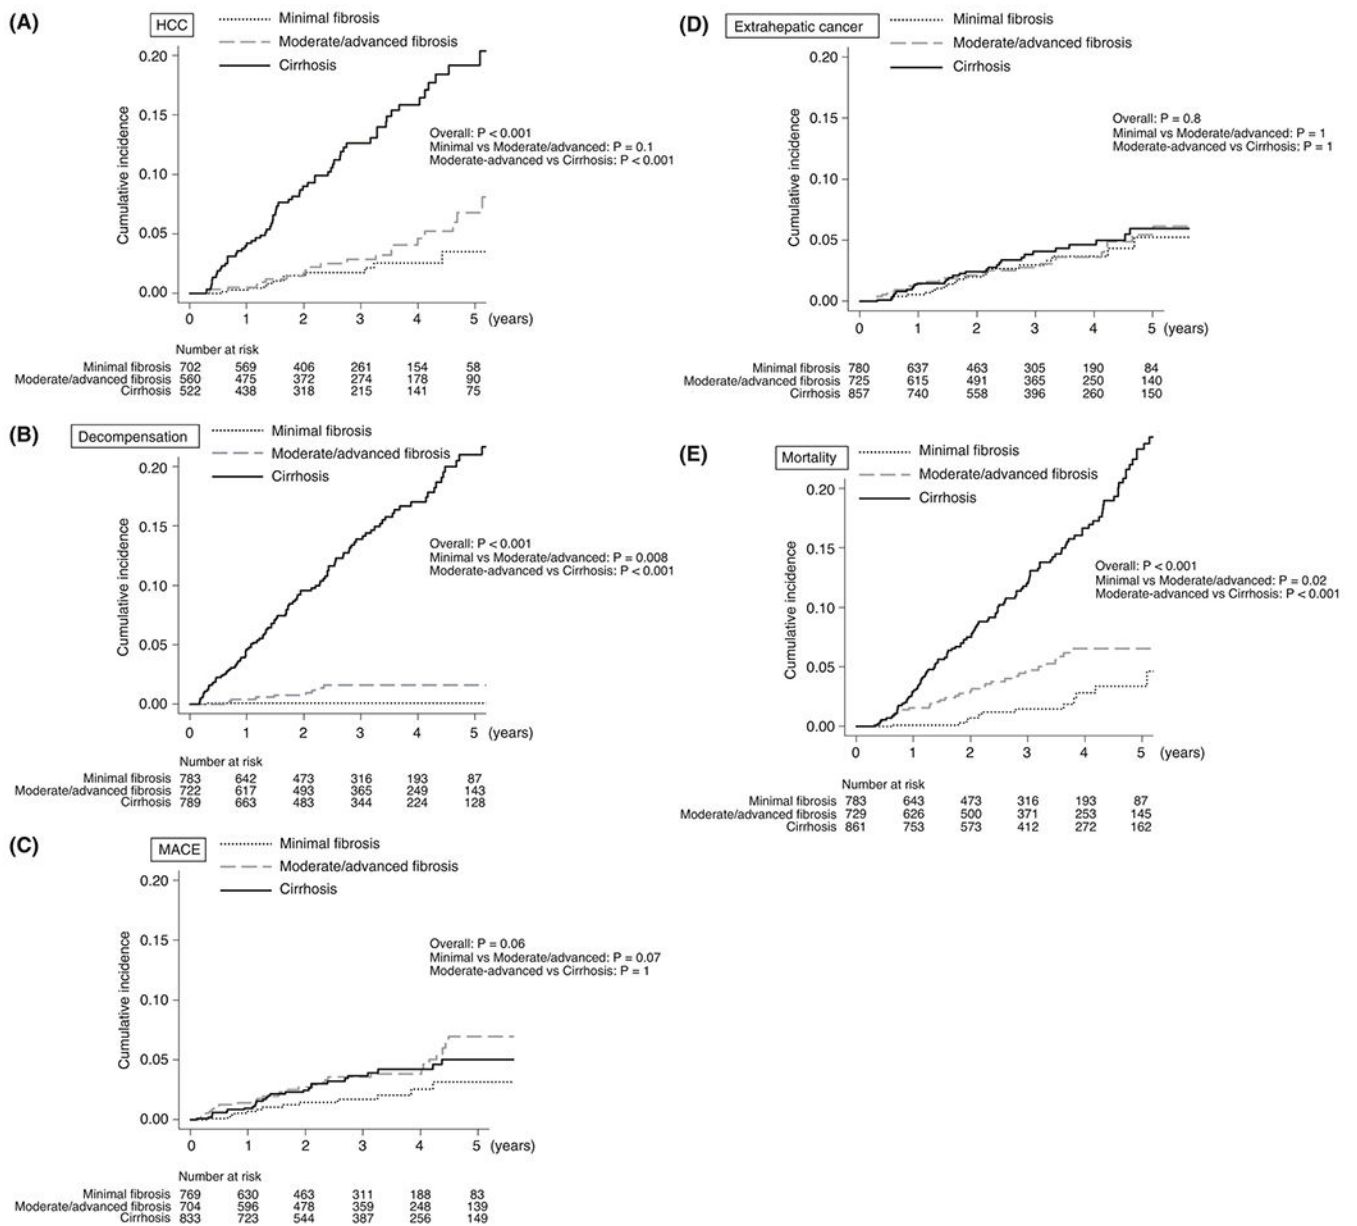 (A)
HCC
Minimal fibrosis
Moderate/advanced fibrosis
Cirrhosis
0.20
0.15
0.10
0.05
0.00
Cumulative incidence
Overall: P < 0.001
Minimal vs Moderate/advanced: P = 0.1
Moderate-advanced vs Cirrhosis: P < 0.001
0 1 2 3 4 5 (years)
Number at risk
Minimal fibrosis 702 569 406 261 154 58
Moderate/advanced fibrosis 560 475 372 274 178 90
Cirrhosis 522 438 318 215 141 75
(B)
Decompensation
Minimal fibrosis
Moderate/advanced fibrosis
Cirrhosis
0.20
0.15
0.10
0.05
0.00
Cumulative incidence
Overall: P < 0.001
Minimal vs Moderate/advanced: P = 0.008
Moderate-advanced vs Cirrhosis: P < 0.001
0 1 2 3 4 5 (years)
Number at risk
Minimal fibrosis 783 642 473 316 193 87
Moderate/advanced fibrosis 722 617 493 365 249 143
Cirrhosis 789 663 483 344 224 128
(C)
MACE
Minimal fibrosis
Moderate/advanced fibrosis
Cirrhosis
0.20
0.15
0.10
0.05
0.00
Cumulative incidence
Overall: P = 0.06
Minimal vs Moderate/advanced: P = 0.07
Moderate-advanced vs Cirrhosis: P = 1
0 1 2 3 4 5 (years)
Number at risk
Minimal fibrosis 769 630 463 311 188 83
Moderate/advanced fibrosis 704 596 478 359 248 139
Cirrhosis 833 723 544 387 256 149
(D)
Extrahepatic cancer
Minimal fibrosis
Moderate/advanced fibrosis
Cirrhosis
0.20
0.15
0.10
0.05
0.00
Cumulative incidence
Overall: P = 0.8
Minimal vs Moderate/advanced: P = 1
Moderate-advanced vs Cirrhosis: P = 1
0 1 2 3 4 5 (years)
Minimal fibrosis 780 637 463 305 190 84
Moderate/advanced fibrosis 725 615 491 365 250 140
Cirrhosis 857 740 558 396 260 150
(E)
Mortality
Minimal fibrosis
Moderate/advanced fibrosis
Cirrhosis
0.20
0.15
0.10
0.05
0.00
Cumulative incidence
Overall: P < 0.001
Minimal vs Moderate/advanced: P = 0.02
Moderate-advanced vs Cirrhosis: P < 0.001
0 1 2 3 4 5 (years)
Number at risk
Minimal fibrosis 783 643 473 316 193 87
Moderate/advanced fibrosis 729 626 500 371 253 145
Cirrhosis 861 753 573 412 272 162